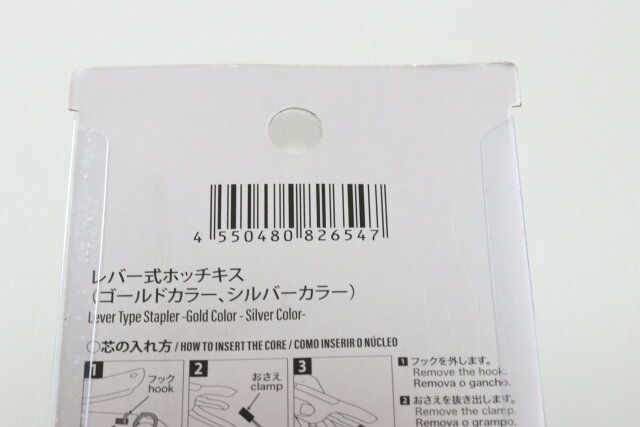 4 550480 826547
レバー式ホッチキス
(ゴールドカラー、シルバーカラー)
Lever Type Stapler -Gold Color - Silver Color-
○芯の入れ方 / HOW TO INSERT THE CORE / COMO INSERIR O NÚCLEO
1 フック hook
2 おさえ clamp
3
1 フックを外します。
Remove the hook.
Remova o gancho.
2 おさえを抜き出します。
Remove the clamp.
Remova o grampo.